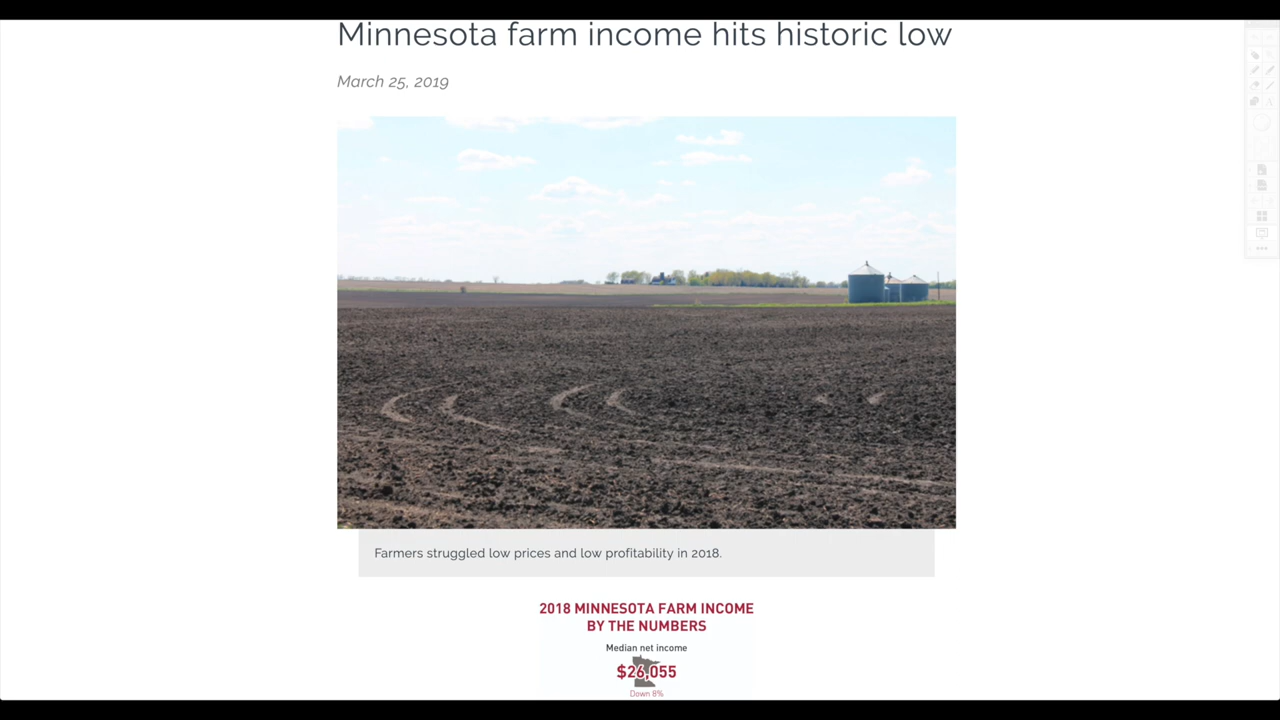 Minnesota farm income hits historic low
March 25, 2019
Farmers struggled low prices and low profitability in 2018.
2018 MINNESOTA FARM INCOME
BY THE NUMBERS
Median net income
$26,055
Down 8%